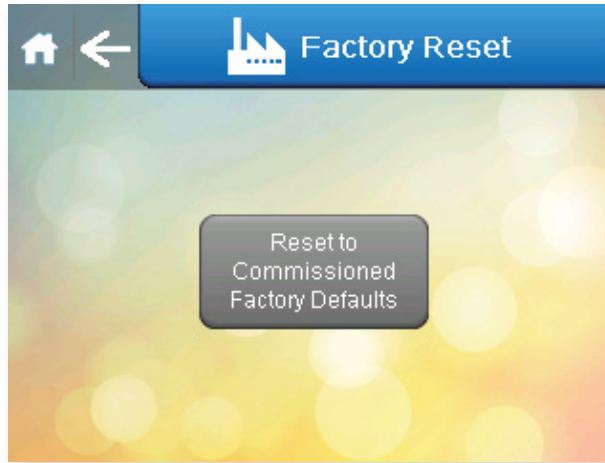 Factory Reset
Reset to
Commissioned
Factory Defaults